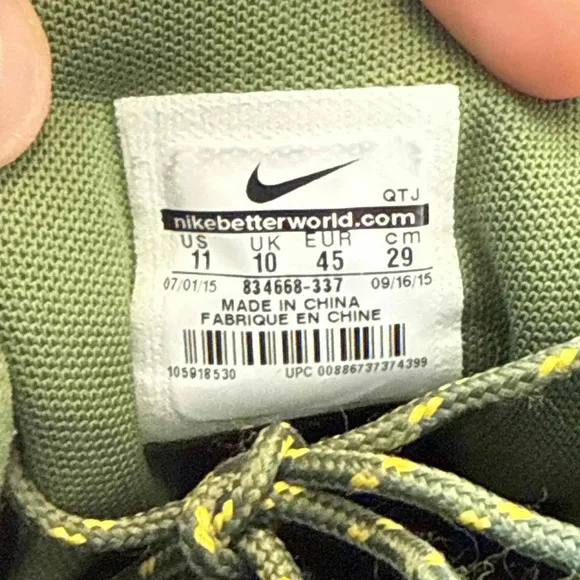 QTJ
nikebetterworld.com
US UK EUR cm
11 10 45 29
07/01/15 834668-337 09/16/15
MADE IN CHINA
FABRIQUE EN CHINE
105918530 UPC 00886737374399